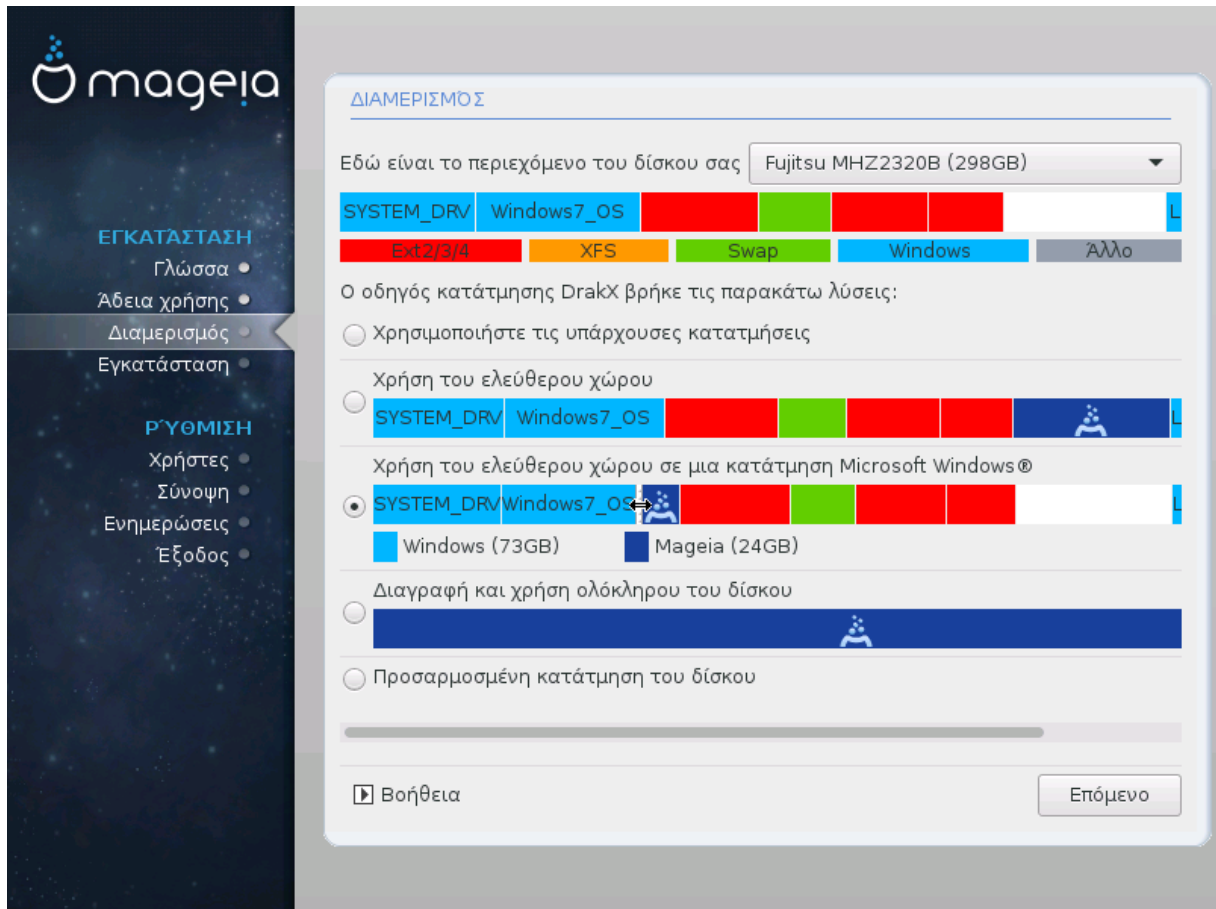 mageia
ΕΓΚΑΤΆΣΤΑΣΗ
Γλώσσα
Άδεια χρήσης
Διαμερισμός
Εγκατάσταση
ΡΎΘΜΙΣΗ
Χρήστες
Σύνοψη
Ενημερώσεις
Έξοδος
ΔΙΑΜΕΡΙΣΜΌΣ
Εδώ είναι το περιεχόμενο του δίσκου σας Fujitsu MHZ2320B (298GB)
SYSTEM_DRV Windows7_OS L
Ext2/3/4 XFS Swap Windows Άλλο
Ο οδηγός κατάτμησης DrakX βρήκε τις παρακάτω λύσεις:
Χρησιμοποιήστε τις υπάρχουσες κατατμήσεις
Χρήση του ελεύθερου χώρου
SYSTEM_DRV Windows7_OS L
Χρήση του ελεύθερου χώρου σε μια κατάτμηση Microsoft Windows®
SYSTEM_DRV Windows7_OS L
Windows (73GB) Mageia (24GB)
Διαγραφή και χρήση ολόκληρου του δίσκου
Προσαρμοσμένη κατάτμηση του δίσκου
Βοήθεια
Επόμενο